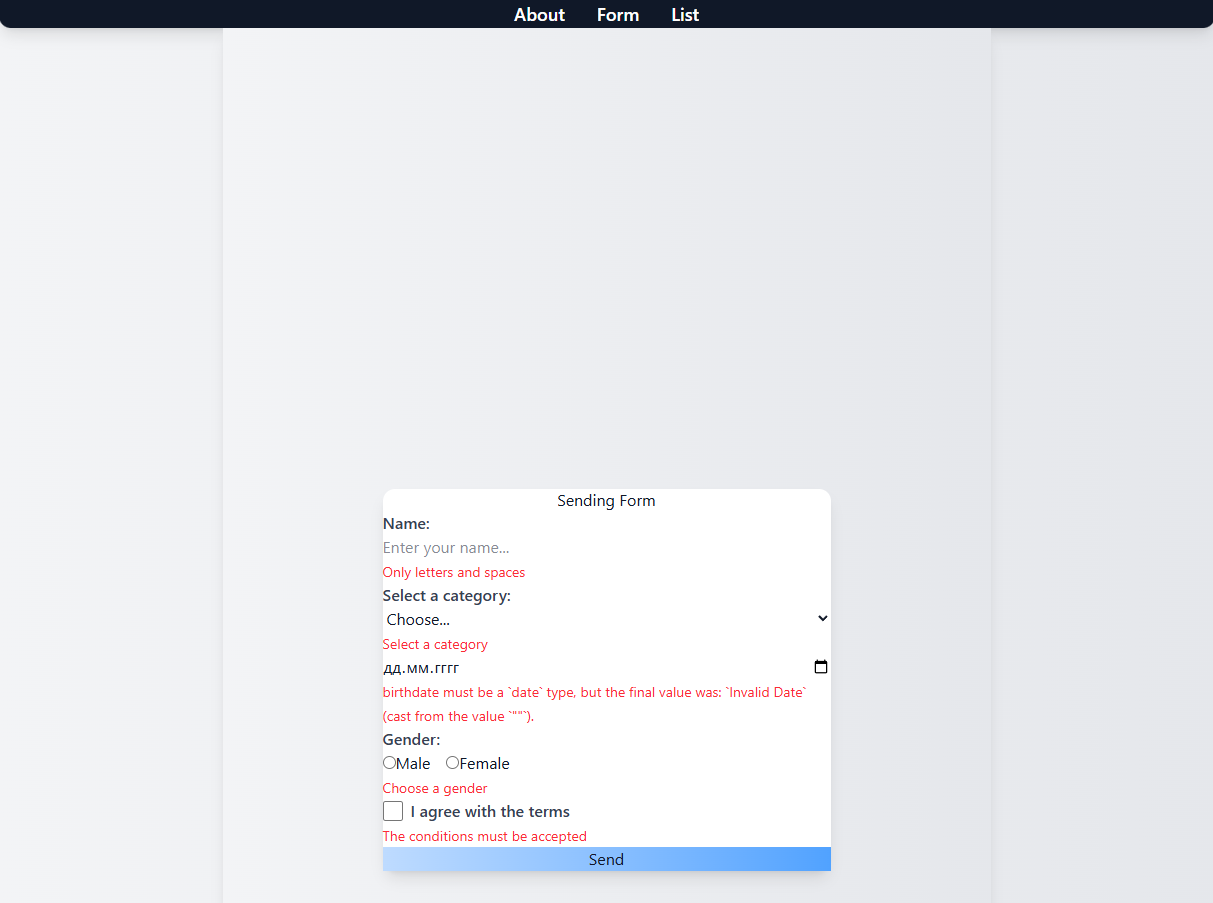 About Form List
Sending Form
Name:
Enter your name...
Only letters and spaces
Select a category:
Choose...
Select a category
дд.мм.гггг
birthdate must be a `date` type, but the final value was: `Invalid Date`
(cast from the value `""`).
Gender:
Male Female
Choose a gender
I agree with the terms
The conditions must be accepted
Send